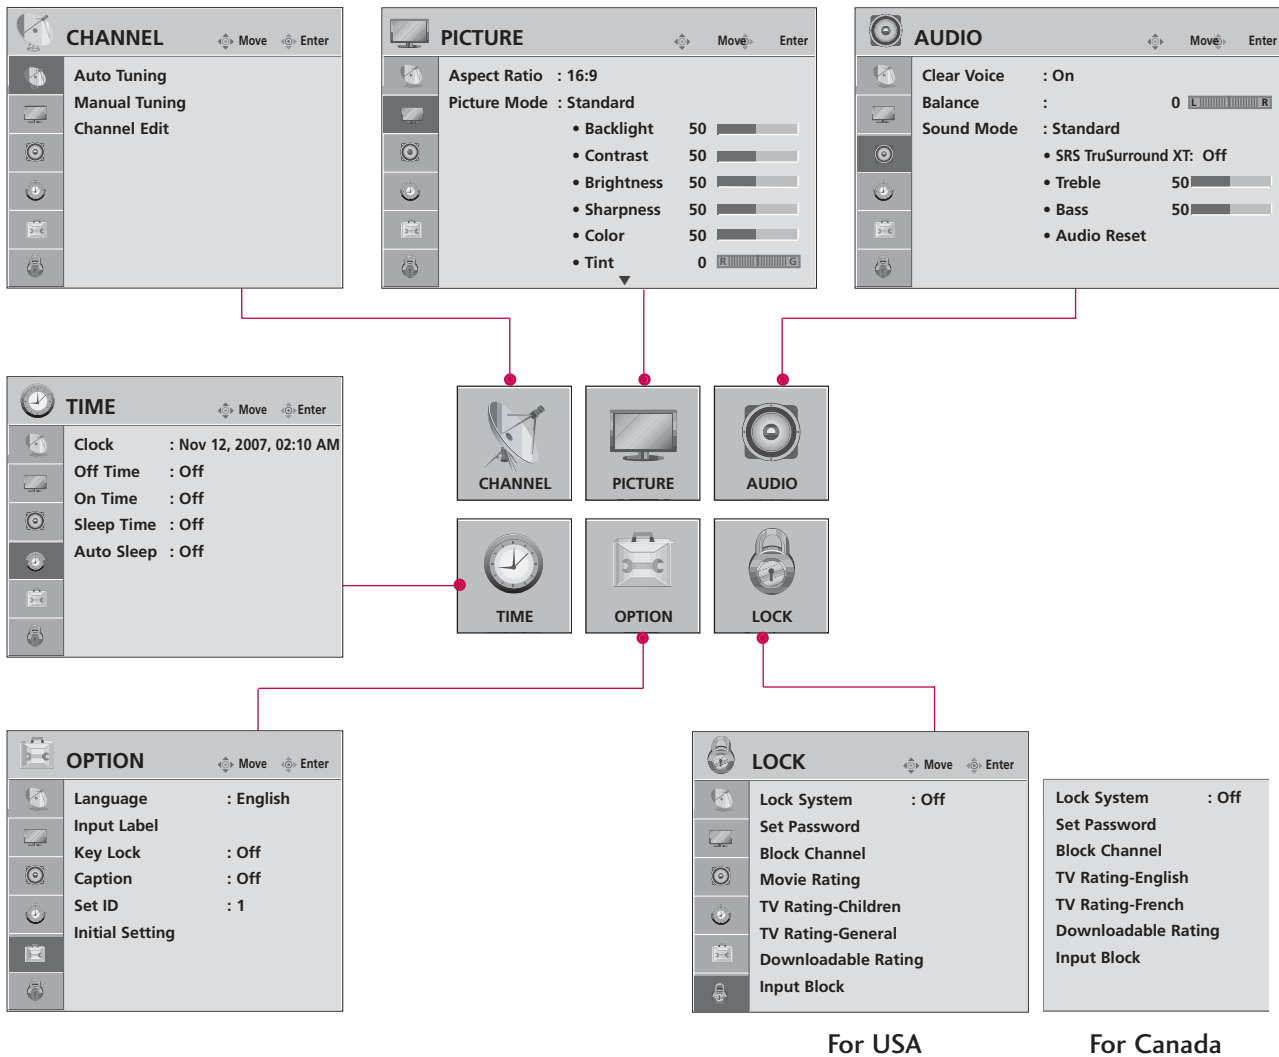 CHANNEL Move Enter
Auto Tuning
Manual Tuning
Channel Edit
PICTURE Move Enter
Aspect Ratio : 16:9
Picture Mode : Standard
• Backlight 50
• Contrast 50
• Brightness 50
• Sharpness 50
• Color 50
• Tint 0 R G
AUDIO Move Enter
Clear Voice : On
Balance : 0 L R
Sound Mode : Standard
• SRS TruSurround XT: Off
• Treble 50
• Bass 50
• Audio Reset
TIME Move Enter
Clock : Nov 12, 2007, 02:10 AM
Off Time : Off
On Time : Off
Sleep Time : Off
Auto Sleep : Off
CHANNEL PICTURE AUDIO
TIME OPTION LOCK
OPTION Move Enter
Language : English
Input Label
Key Lock : Off
Caption : Off
Set ID : 1
Initial Setting
LOCK Move Enter
Lock System : Off
Set Password
Block Channel
Movie Rating
TV Rating-Children
TV Rating-General
Downloadable Rating
Input Block
For USA
Lock System : Off
Set Password
Block Channel
TV Rating-English
TV Rating-French
Downloadable Rating
Input Block
For Canada